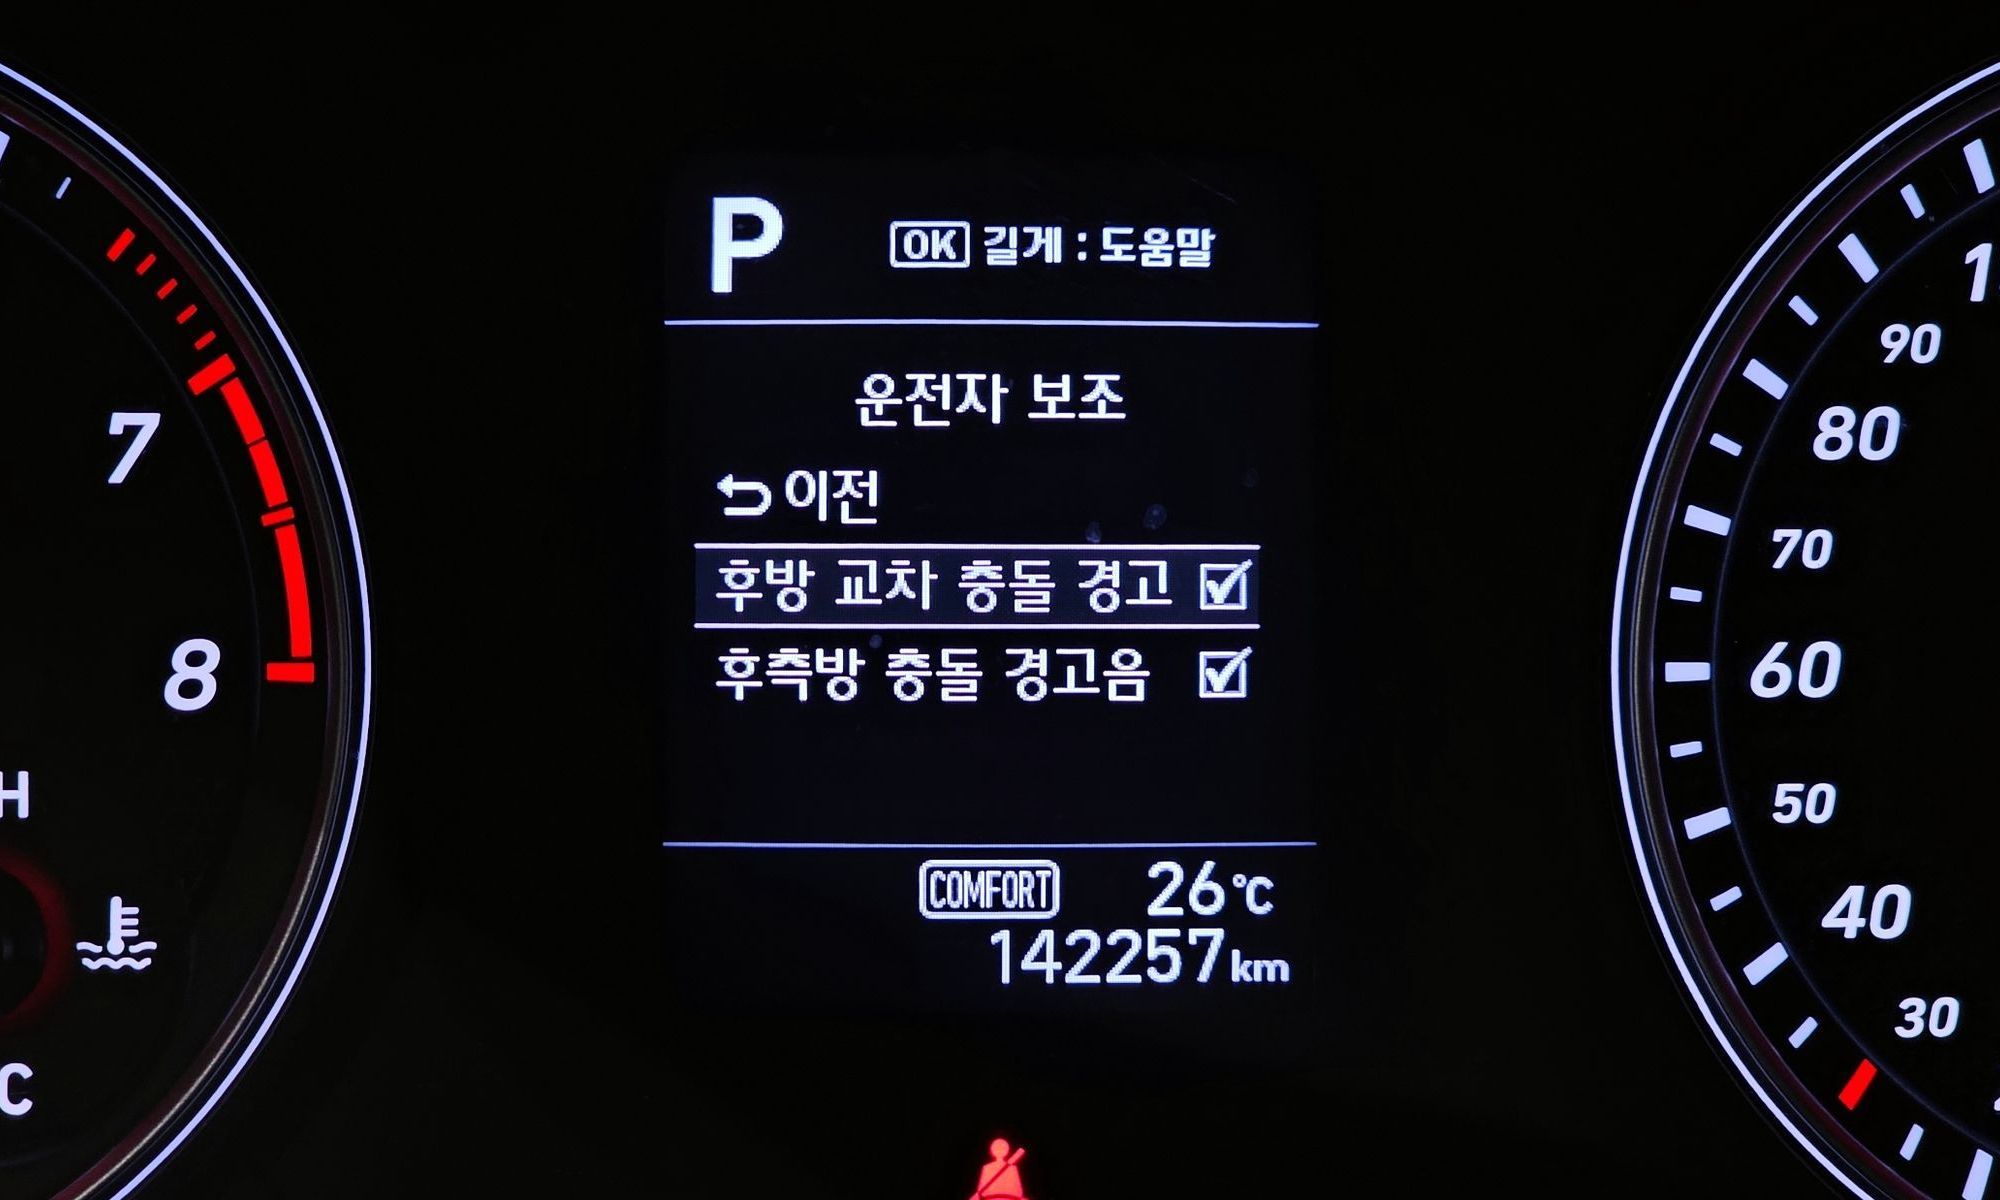 P
OK 길게 : 도움말
운전자 보조
이전
후방 교차 충돌 경고
후측방 충돌 경고음
COMFORT 26°C
142257 km
7
8
H
C
90
80
70
60
50
40
30